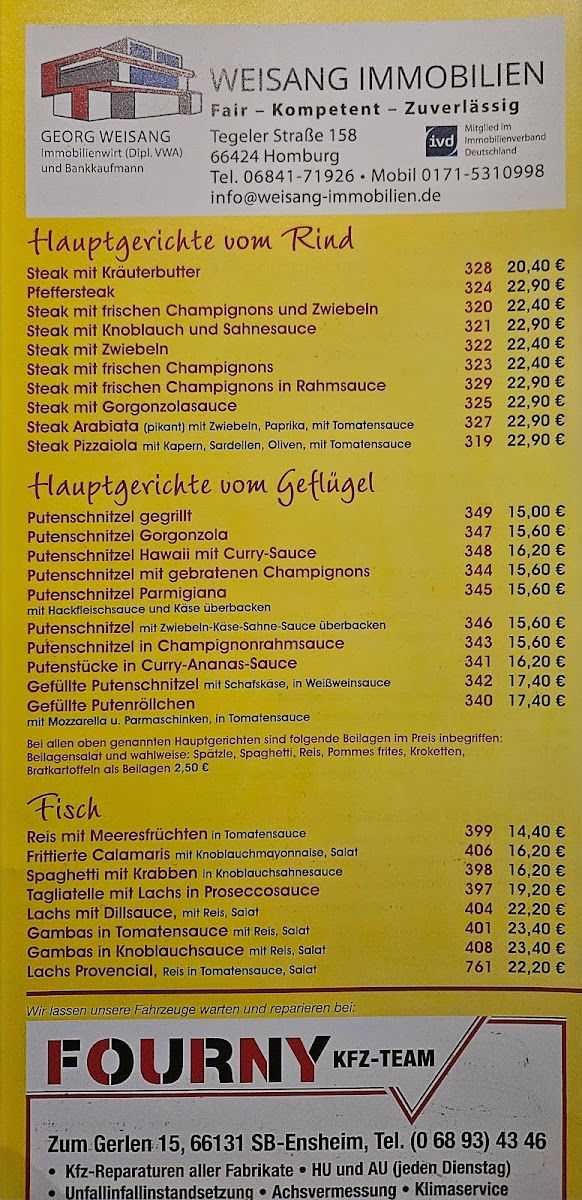 WEISANG IMMOBILIEN
Fair – Kompetent – Zuverlässig
GEORG WEISANG
Immobilienwirt (Dipl. VWA)
und Bankkaufmann
Tegeler Straße 158
66424 Homburg
Tel. 06841-71926 • Mobil 0171-5310998
info@weisang-immobilien.de
ivd
Mitglied im
Immobilienverband
Deutschland
Hauptgerichte vom Rind
Steak mit Kräuterbutter 328 20,40 €
Pfeffersteak 324 22,90 €
Steak mit frischen Champignons und Zwiebeln 320 22,40 €
Steak mit Knoblauch und Sahnesauce 321 22,90 €
Steak mit Zwiebeln 322 22,40 €
Steak mit frischen Champignons 323 22,40 €
Steak mit frischen Champignons in Rahmsauce 329 22,90 €
Steak mit Gorgonzolasauce 325 22,90 €
Steak Arabiata (pikant) mit Zwiebeln, Paprika, mit Tomatensauce 327 22,90 €
Steak Pizzaiola mit Kapern, Sardellen, Oliven, mit Tomatensauce 319 22,90 €
Hauptgerichte vom Geflügel
Putenschnitzel gegrillt 349 15,00 €
Putenschnitzel Gorgonzola 347 15,60 €
Putenschnitzel Hawaii mit Curry-Sauce 348 16,20 €
Putenschnitzel mit gebratenen Champignons 344 15,60 €
Putenschnitzel Parmigiana 345 15,60 €
mit Hackfleischsauce und Käse überbacken
Putenschnitzel mit Zwiebeln-Käse-Sahne-Sauce überbacken 346 15,60 €
Putenschnitzel in Champignonrahmsauce 343 15,60 €
Putenstücke in Curry-Ananas-Sauce 341 16,20 €
Gefüllte Putenschnitzel mit Schafskäse, in Weißweinsauce 342 17,40 €
Gefüllte Putenröllchen 340 17,40 €
mit Mozzarella u. Parmaschinken, in Tomatensauce
Bei allen oben genannten Hauptgerichten sind folgende Beilagen im Preis inbegriffen:
Beilagensalat und wahlweise: Spätzle, Spaghetti, Reis, Pommes frites, Kroketten,
Bratkartoffeln als Beilagen 2,50 €
Fisch
Reis mit Meeresfrüchten in Tomatensauce 399 14,40 €
Frittierte Calamaris mit Knoblauchmayonnaise, Salat 406 16,20 €
Spaghetti mit Krabben in Knoblauchsahnesauce 398 16,20 €
Tagliatelle mit Lachs in Proseccosauce 397 19,20 €
Lachs mit Dillsauce, mit Reis, Salat 404 22,20 €
Gambas in Tomatensauce mit Reis, Salat 401 23,40 €
Gambas in Knoblauchsauce mit Reis, Salat 408 23,40 €
Lachs Provencial, Reis in Tomatensauce, Salat 761 22,20 €
Wir lassen unsere Fahrzeuge warten und reparieren bei:
FOURNY KFZ-TEAM
Zum Gerlen 15, 66131 SB-Ensheim, Tel. (0 68 93) 43 46
• Kfz-Reparaturen aller Fabrikate • HU und AU (jeden Dienstag)
• Unfallinfallinstandsetzung • Achsvermessung • Klimaservice